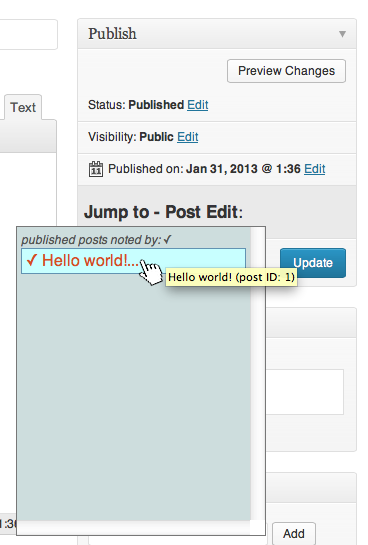 Publish
Preview Changes
Text
Status: Published Edit
Visibility: Public Edit
Published on: Jan 31, 2013 @ 1:36 Edit
Jump to - Post Edit:
published posts noted by: ✓
✓ Hello world!...
Hello world! (post ID: 1)
Update
Add